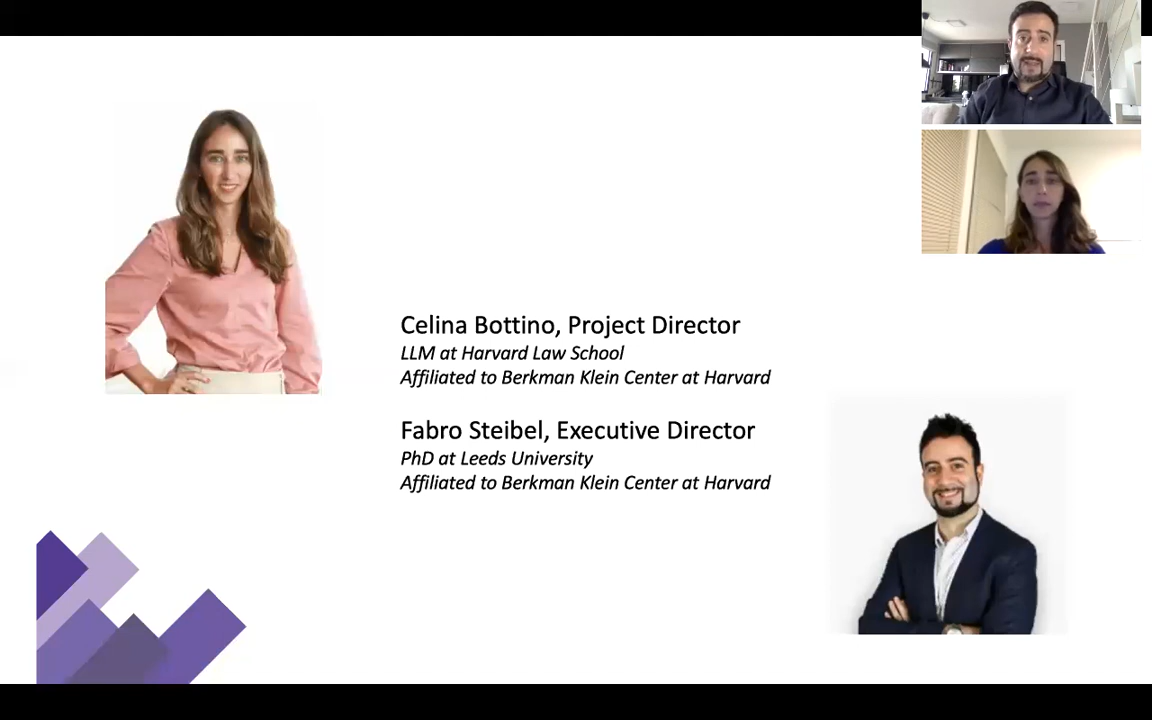 Celina Bottino, Project Director
LLM at Harvard Law School
Affiliated to Berkman Klein Center at Harvard
Fabro Steibel, Executive Director
PhD at Leeds University
Affiliated to Berkman Klein Center at Harvard